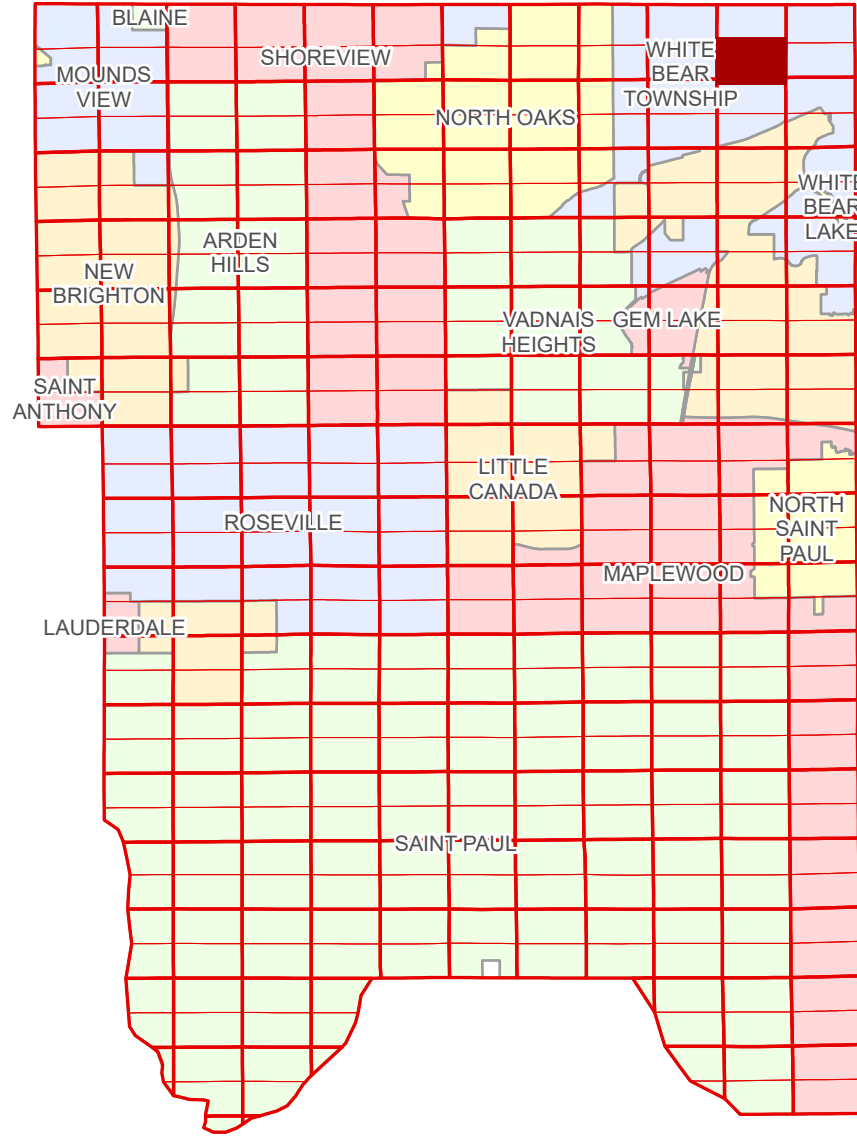 BLAINE
SHOREVIEW
WHITE
BEAR
TOWNSHIP
MOUNDS
VIEW
NORTH OAKS
WHITE
BEAR
LAKE
ARDEN
HILLS
NEW
BRIGHTON
VADNAIS
HEIGHTS
GEM LAKE
SAINT
ANTHONY
LITTLE
CANADA
NORTH
SAINT
PAUL
ROSEVILLE
MAPLEWOOD
LAUDERDALE
SAINT PAUL